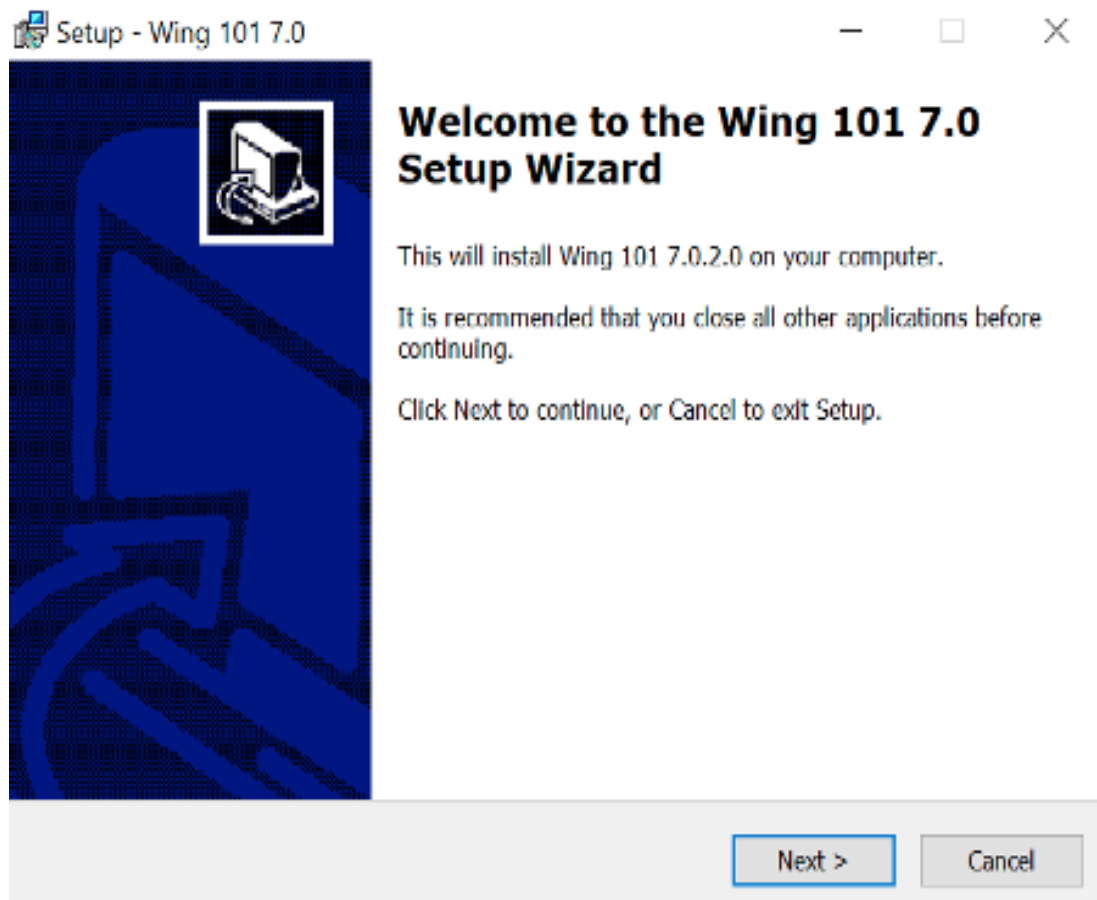 Setup - Wing 101 7.0
Welcome to the Wing 101 7.0
Setup Wizard
This will install Wing 101 7.0.2.0 on your computer.
It is recommended that you close all other applications before
continuing.
Click Next to continue, or Cancel to exit Setup.
Next >
Cancel